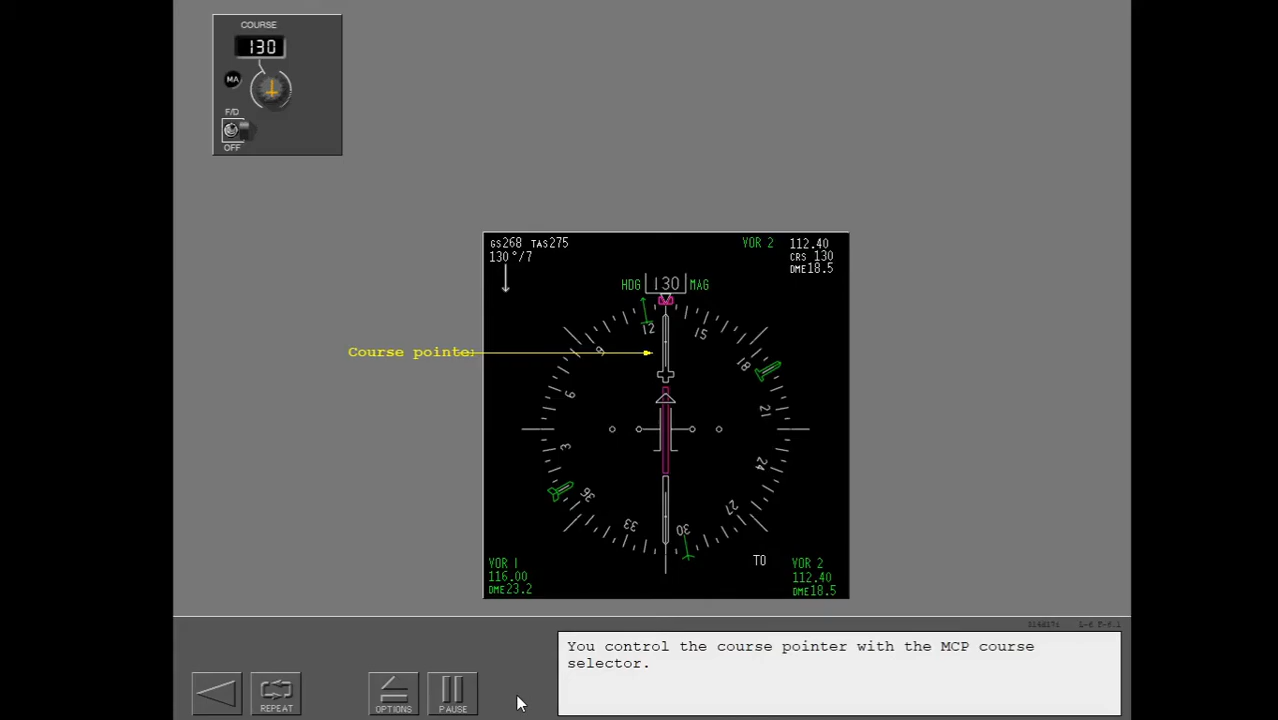 COURSE
130
MA
F/D
OFF
GS268 TAS275
130°/7
VOR 2 112.40
CRS 130
DME18.5
HDG 130 MAG
12
15
18
21
24
27
30
33
36
3
6
9
Course pointer
TO
VOR 1
116.00
DME23.2
VOR 2
112.40
DME18.5
You control the course pointer with the MCP course
selector.
REPEAT
OPTIONS
PAUSE